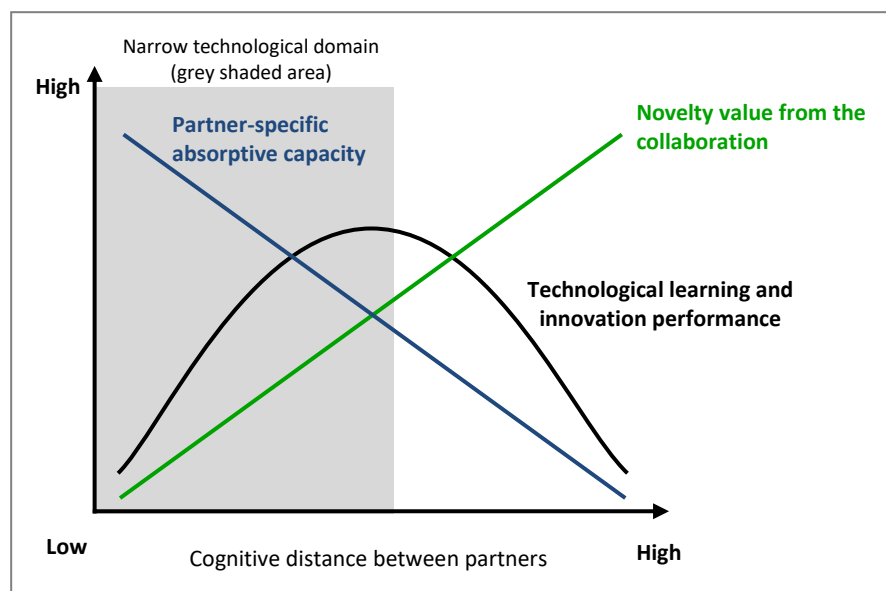 Narrow technological domain
(grey shaded area)
High
Partner-specific
absorptive capacity
Novelty value from the
collaboration
Technological learning and
innovation performance
Low
Cognitive distance between partners
High